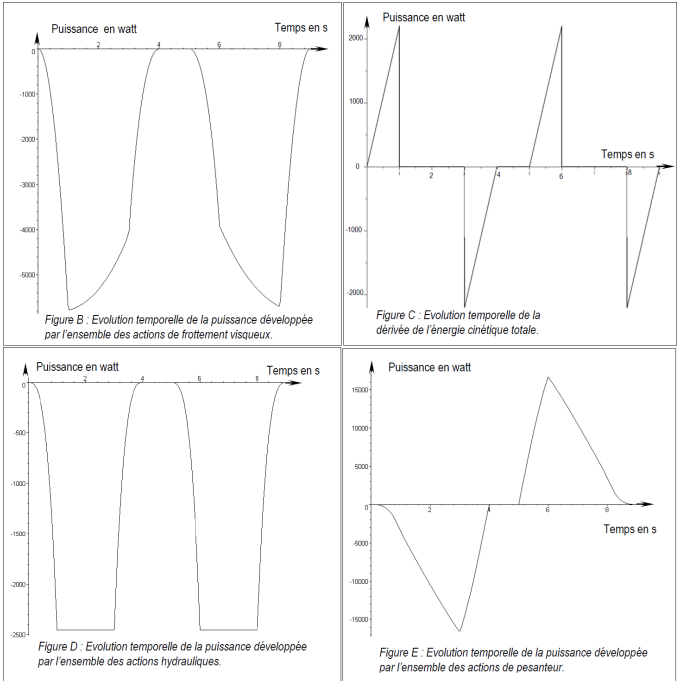 Puissance en watt
Temps en s
0
2
4
6
8
-1000
-2000
-3000
-4000
-5000
Figure B : Evolution temporelle de la puissance développée
par l'ensemble des actions de frottement visqueux.
Puissance en watt
2000
1000
0
-1000
-2000
Temps en s
1
2
3
4
6
8
Figure C : Evolution temporelle de la
dérivée de l'énergie cinétique totale.
Puissance en watt
Temps en s
0
2
4
6
8
-500
-1000
-1500
-2000
-2500
Figure D : Evolution temporelle de la puissance développée
par l'ensemble des actions hydrauliques.
Puissance en watt
15000
10000
5000
0
2
4
6
8
Temps en s
-5000
-10000
-15000
Figure E : Evolution temporelle de la puissance développée
par l'ensemble des actions de pesanteur.